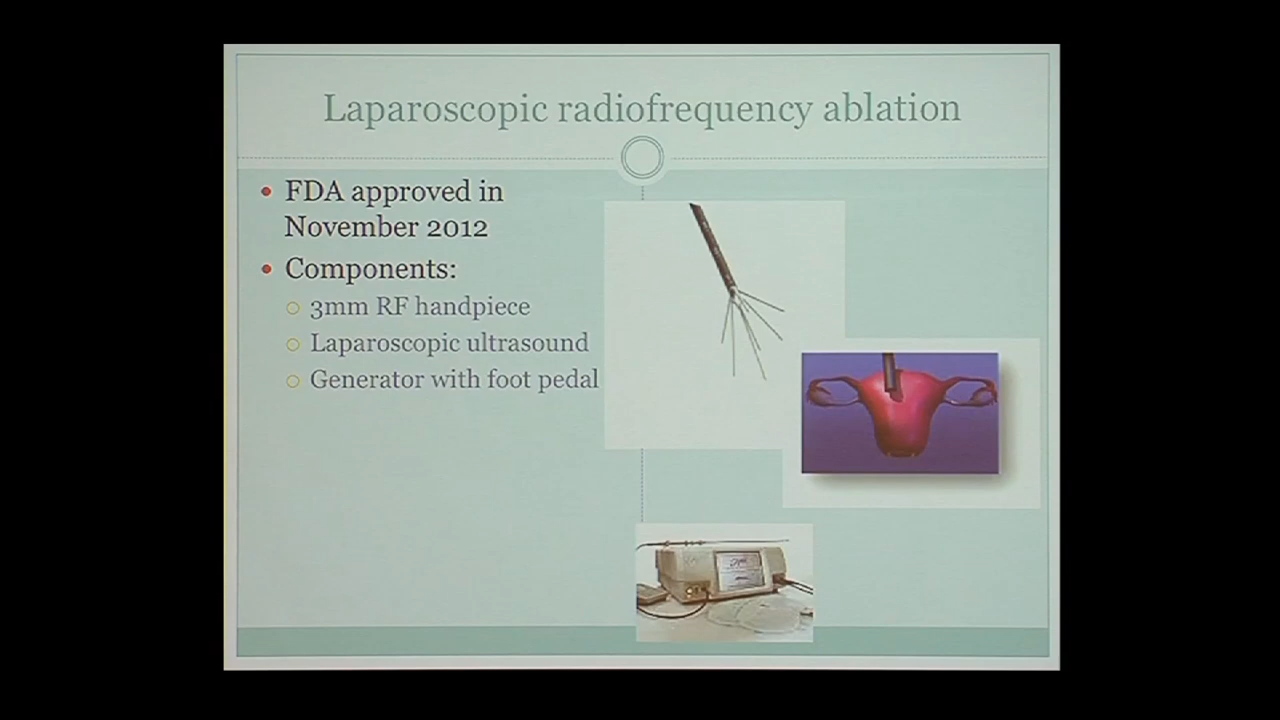 Laparoscopic radiofrequency ablation
FDA approved in
November 2012
Components:
3mm RF handpiece
Laparoscopic ultrasound
Generator with foot pedal